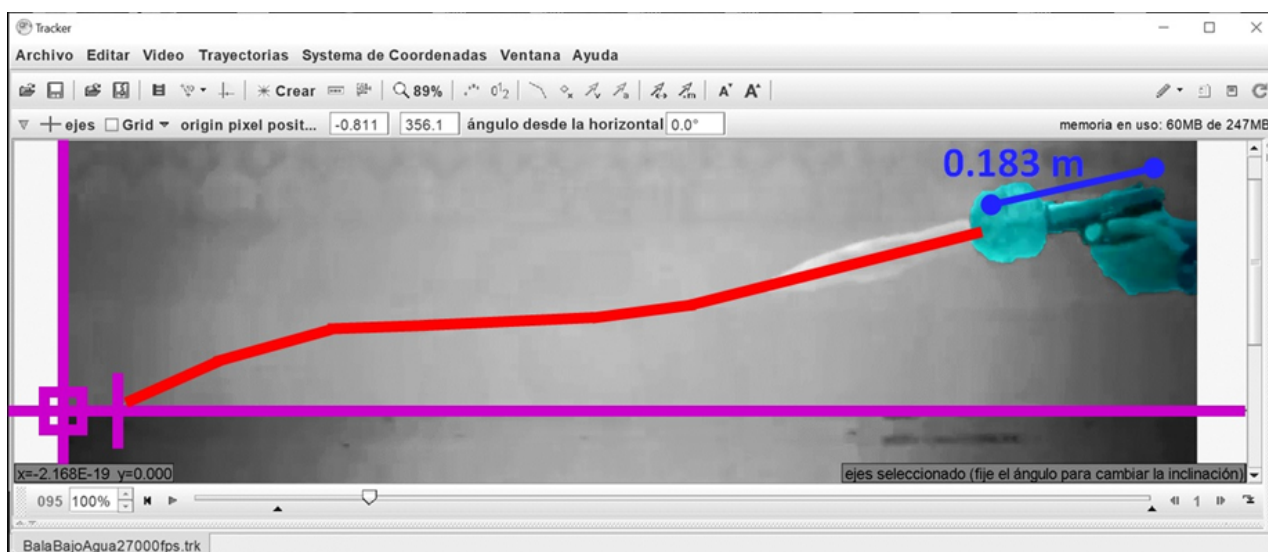 Tracker
Archivo Editar Video Trayectorias Systema de Coordenadas Ventana Ayuda
Crear 89% A A
ejes Grid origin pixel posit... -0.811 356.1 ángulo desde la horizontal 0.0° memoria en uso: 60MB de 247MB
0.183 m
x=-2.168E-19 y=0.000 ejes seleccionado (fije el ángulo para cambiar la inclinación)
095 100% 1
BalaBajoAgua27000fps.trk